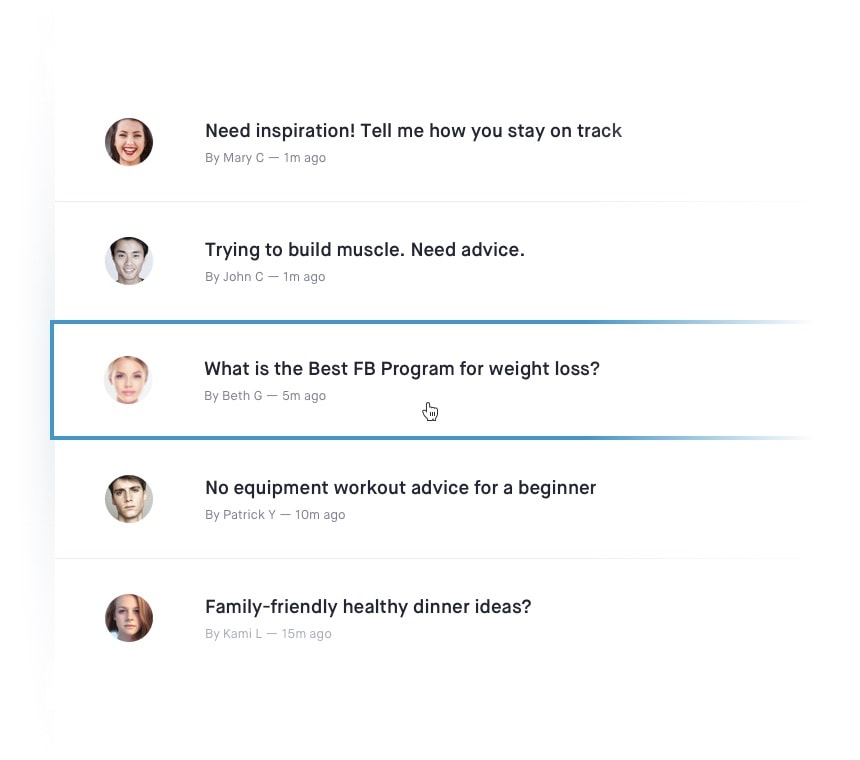 Need inspiration! Tell me how you stay on track
By Mary C — 1m ago
Trying to build muscle. Need advice.
By John C — 1m ago
What is the Best FB Program for weight loss?
By Beth G — 5m ago
No equipment workout advice for a beginner
By Patrick Y — 10m ago
Family-friendly healthy dinner ideas?
By Kami L — 15m ago